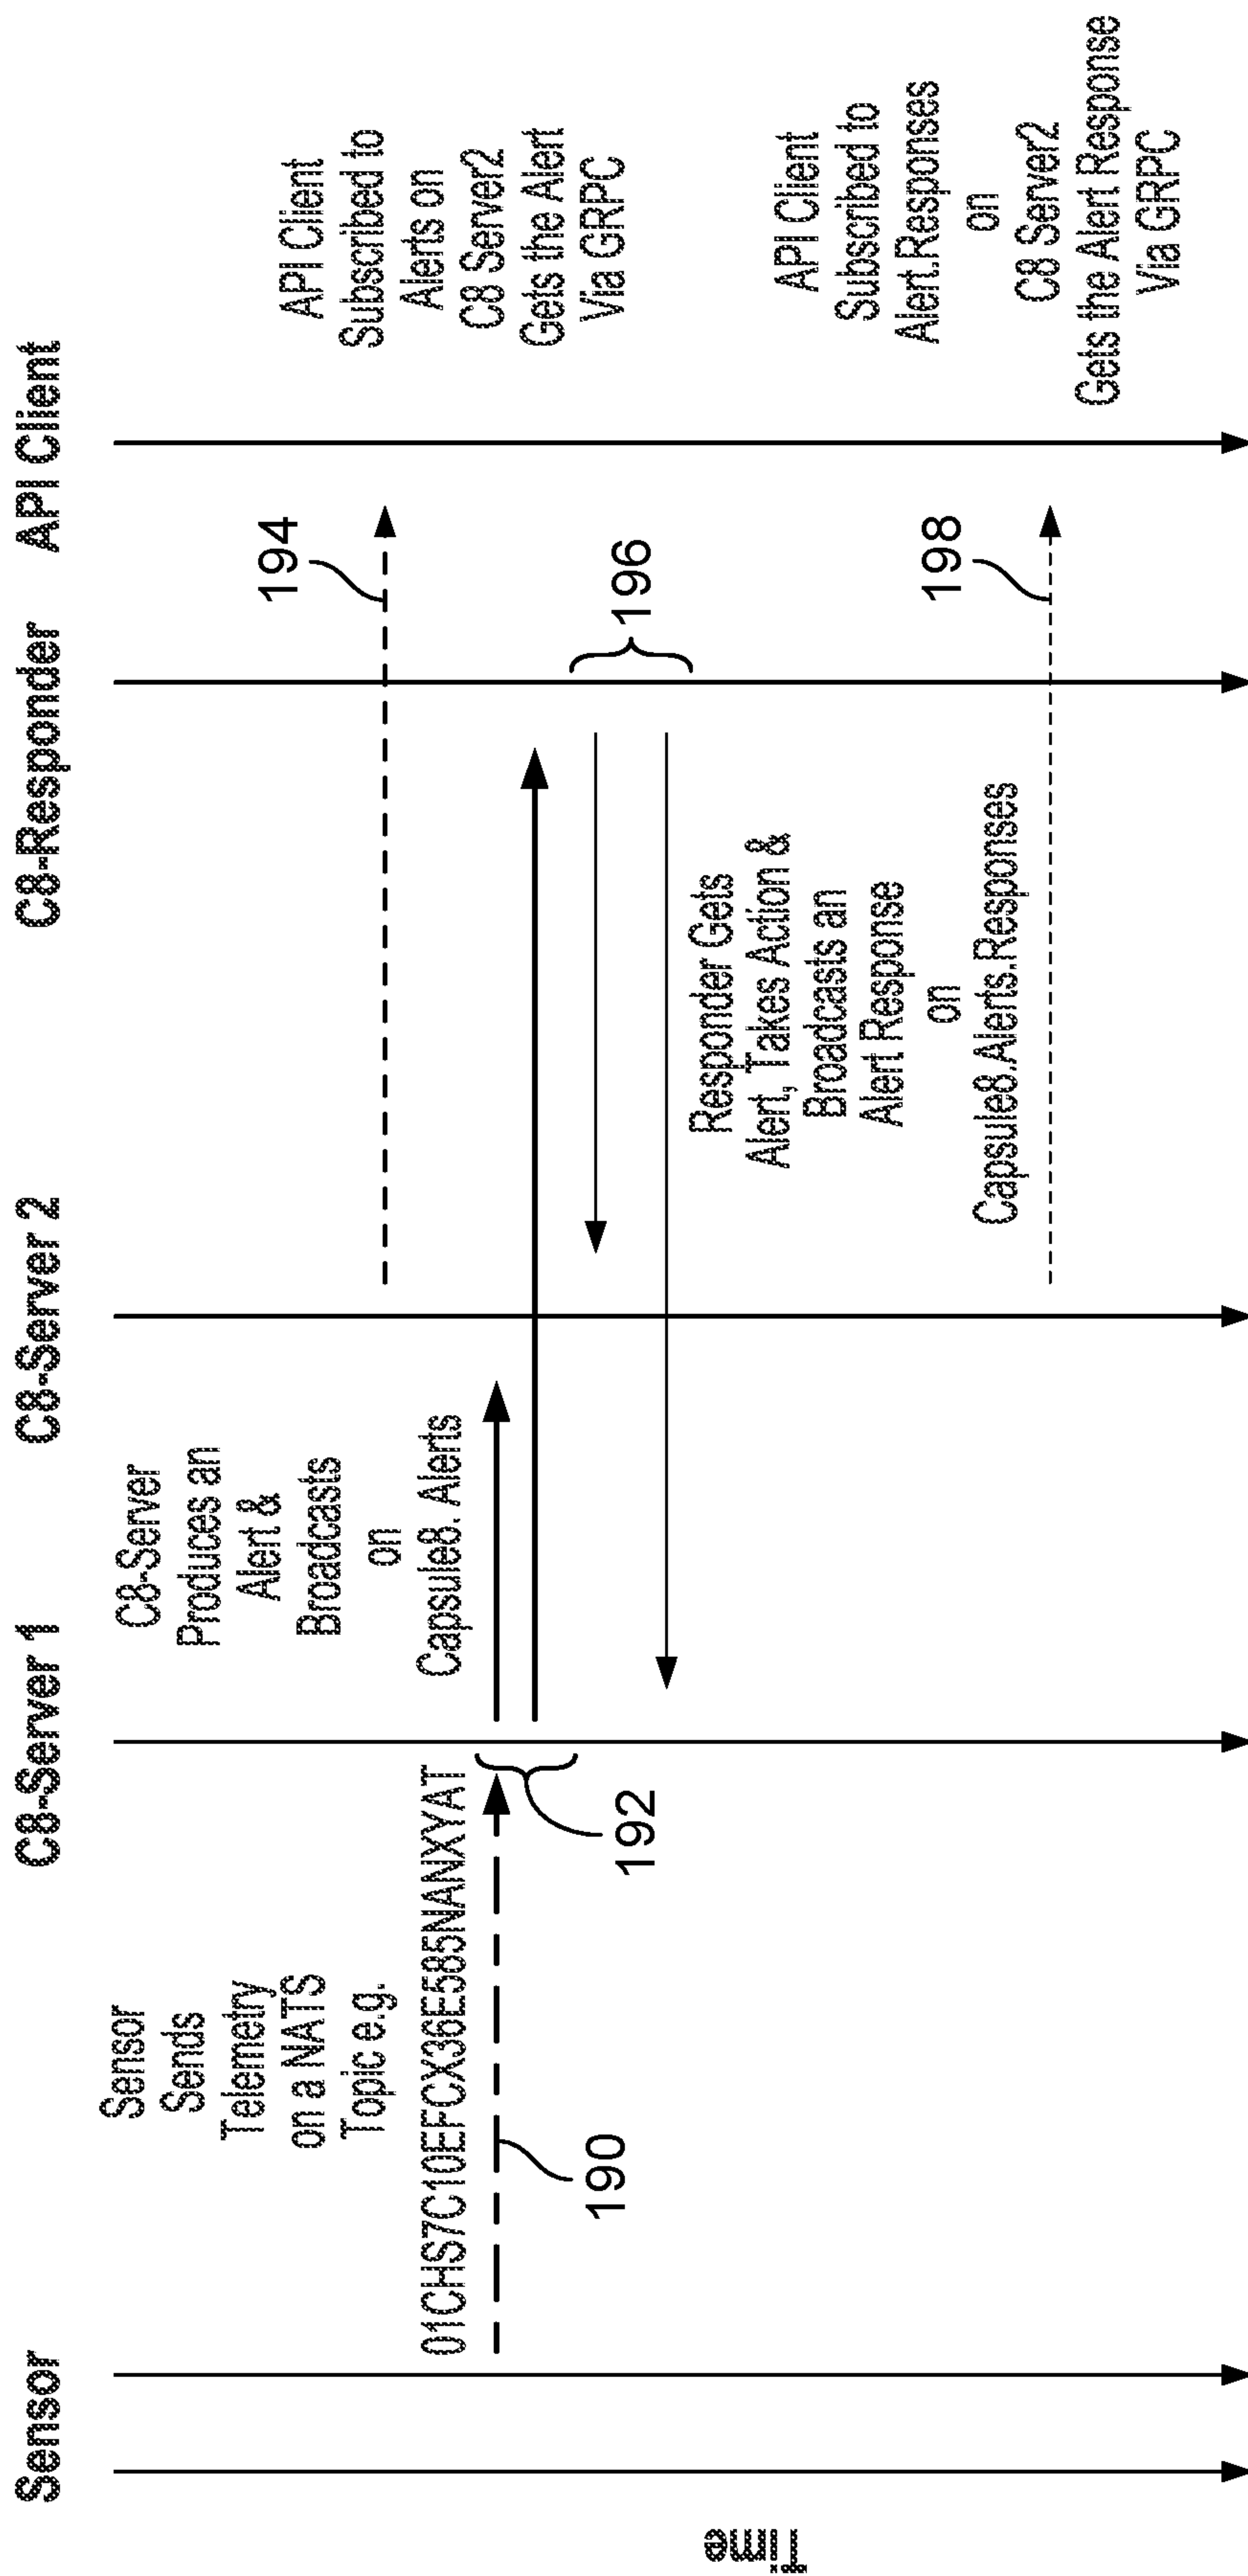 Sensor
C8-Server 1
C8-Server 2
C8-Responder
API Client
Time
Sensor
Sends
Telemetry
on a NATS
Topic e.g.
01CHS7C10EFCX36E585NANXYAT
190
C8-Server
Produces an
Alert &
Broadcasts
on
Capsule8. Alerts
192
194
API Client
Subscribed to
Alerts on
C8 Server2
Gets the Alert
Via GRPC
196
Responder Gets
Alert, Takes Action &
Broadcasts an
Alert.Response
on
Capsule8.Alerts.Responses
198
API Client
Subscribed to
Alert.Responses
on
C8 Server2
Gets the Alert Response
Via GRPC